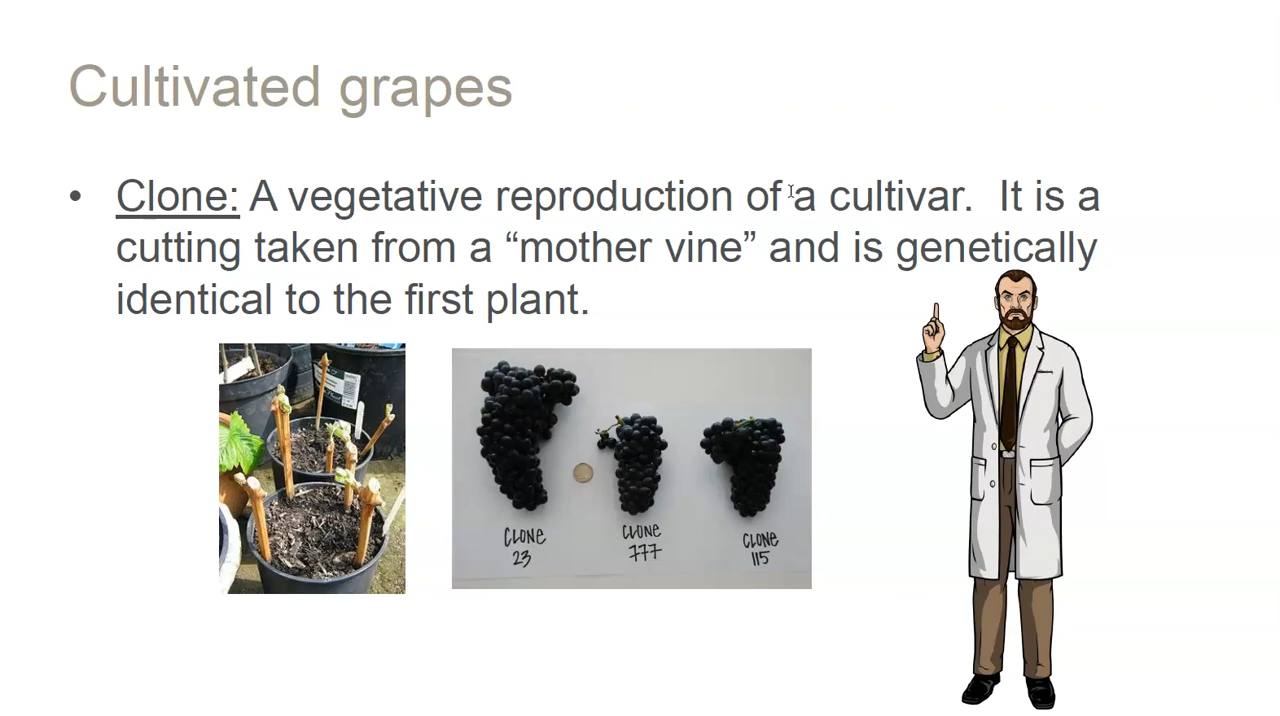 Cultivated grapes
• Clone: A vegetative reproduction of a cultivar. It is a
cutting taken from a “mother vine” and is genetically
identical to the first plant.
CLONE
23
CLONE
777
CLONE
115